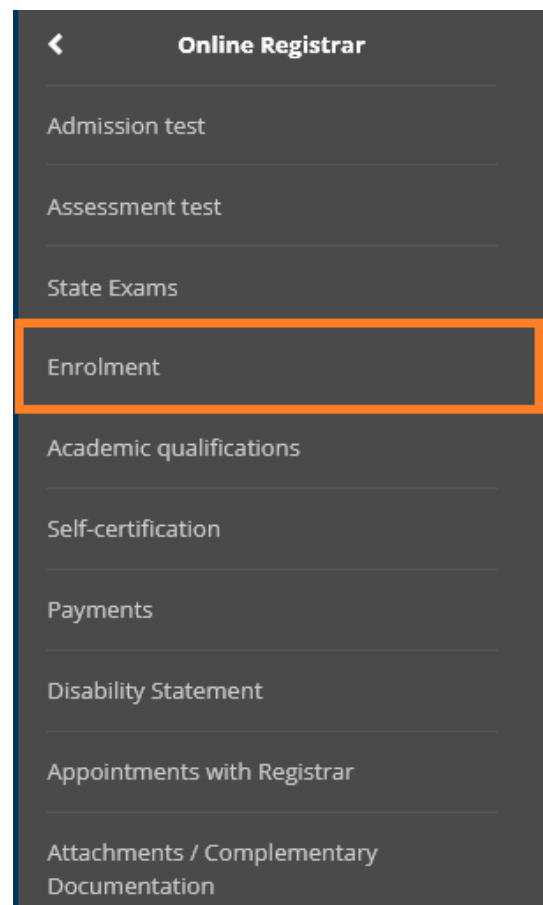 Online Registrar
Admission test
Assessment test
State Exams
Enrolment
Academic qualifications
Self-certification
Payments
Disability Statement
Appointments with Registrar
Attachments / Complementary
Documentation